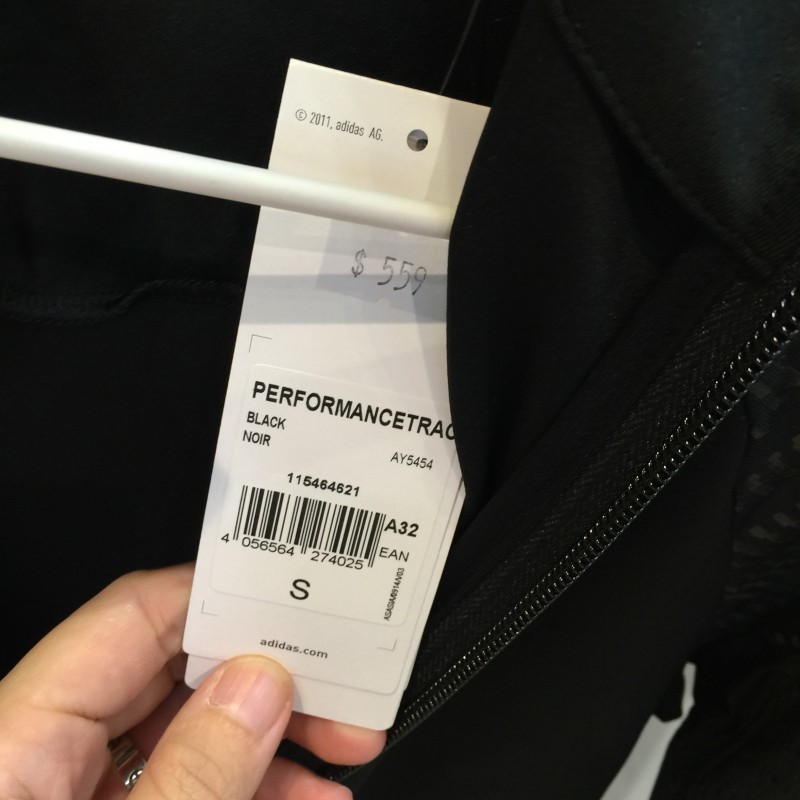 © 2011, adidas AG.
$ 559
PERFORMANCETRAC
BLACK
NOIR
AY5454
115464621
A32
4 056564 274025
EAN
S
adidas.com